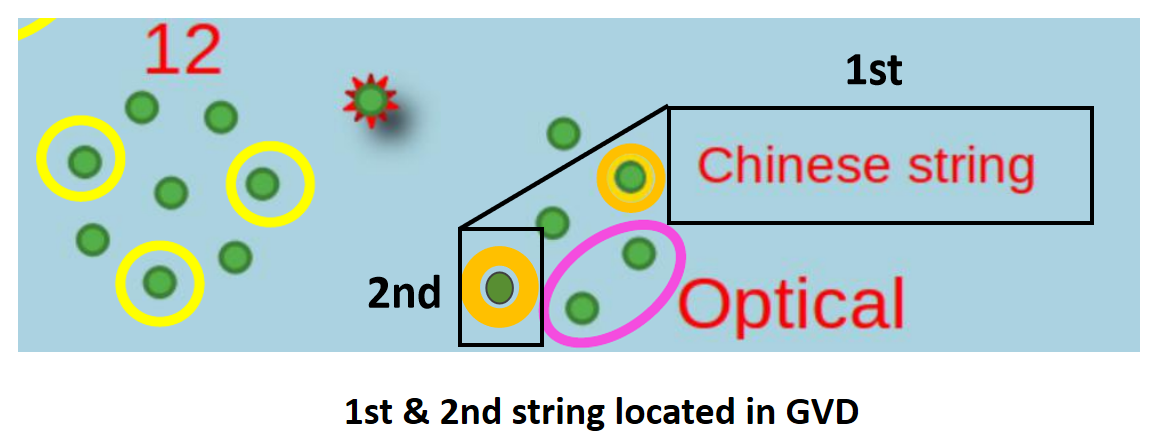 12
1st
Chinese string
2nd
Optical
1st & 2nd string located in GVD